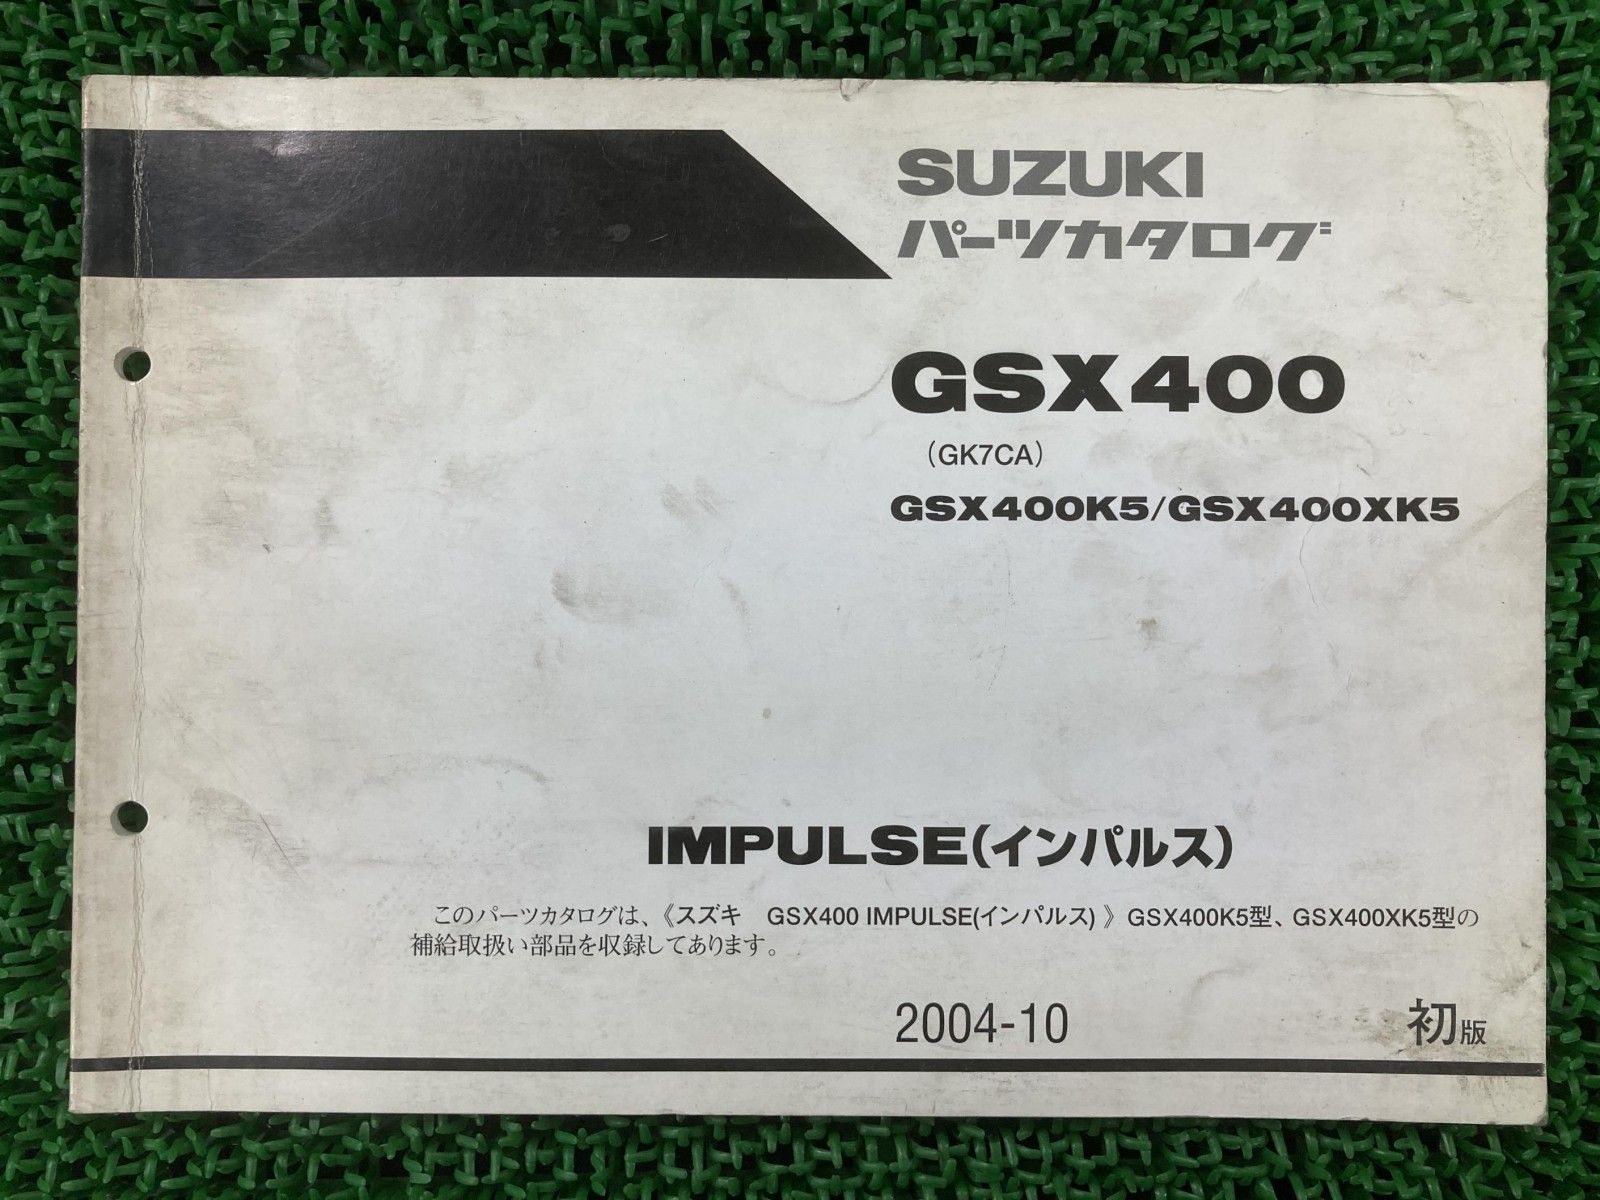 SUZUKI
パーツカタログ
GSX400
(GK7CA)
GSX400K5/GSX400XK5
IMPULSE(インパルス)
このパーツカタログは、《スズキ　GSX400 IMPULSE(インパルス) 》GSX400K5型、GSX400XK5型の
補給取扱い部品を収録してあります。
2004-10 初版